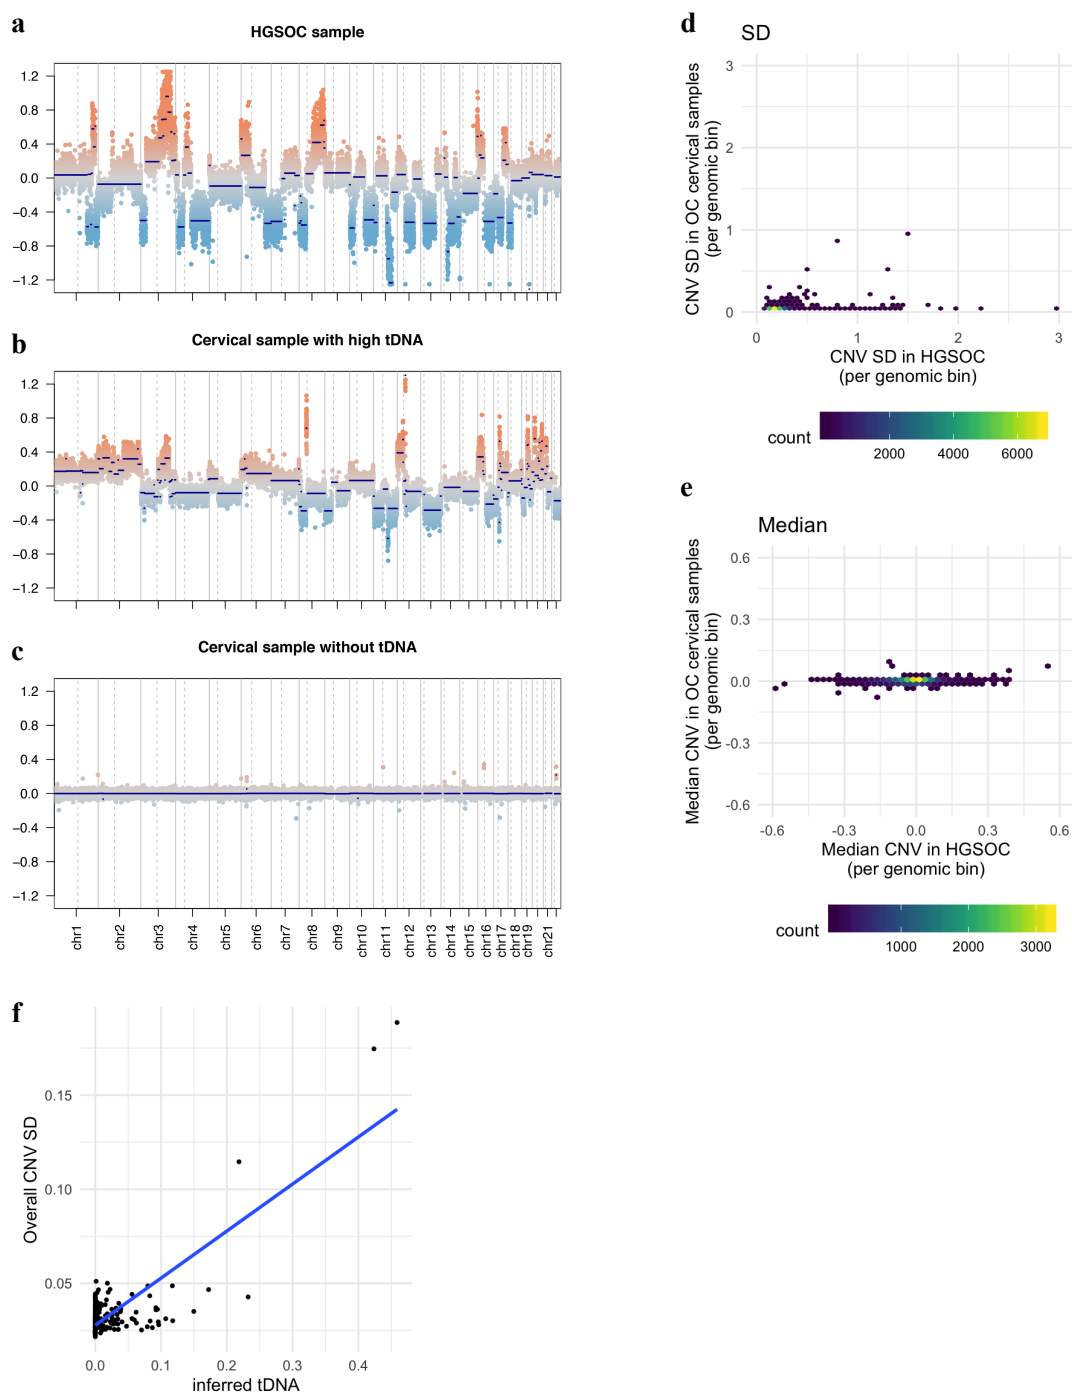 a
HGSOC sample
1.2
0.8
0.4
0.0
−0.4
−0.8
−1.2
b
Cervical sample with high tDNA
1.2
0.8
0.4
0.0
−0.4
−0.8
−1.2
c
Cervical sample without tDNA
1.2
0.8
0.4
0.0
−0.4
−0.8
−1.2
chr1
chr2
chr3
chr4
chr5
chr6
chr7
chr8
chr9
chr10
chr11
chr12
chr13
chr14
chr15
chr16
chr17
chr18
chr19
chr21
d
SD
CNV SD in OC cervical samples
(per genomic bin)
3
2
1
0
0 1 2 3
CNV SD in HGSOC
(per genomic bin)
count
2000 4000 6000
e
Median
Median CNV in OC cervical samples
(per genomic bin)
0.6
0.3
0.0
-0.3
-0.6
-0.6 -0.3 0.0 0.3 0.6
Median CNV in HGSOC
(per genomic bin)
count
1000 2000 3000
f
Overall CNV SD
0.15
0.10
0.05
0.0 0.1 0.2 0.3 0.4
inferred tDNA